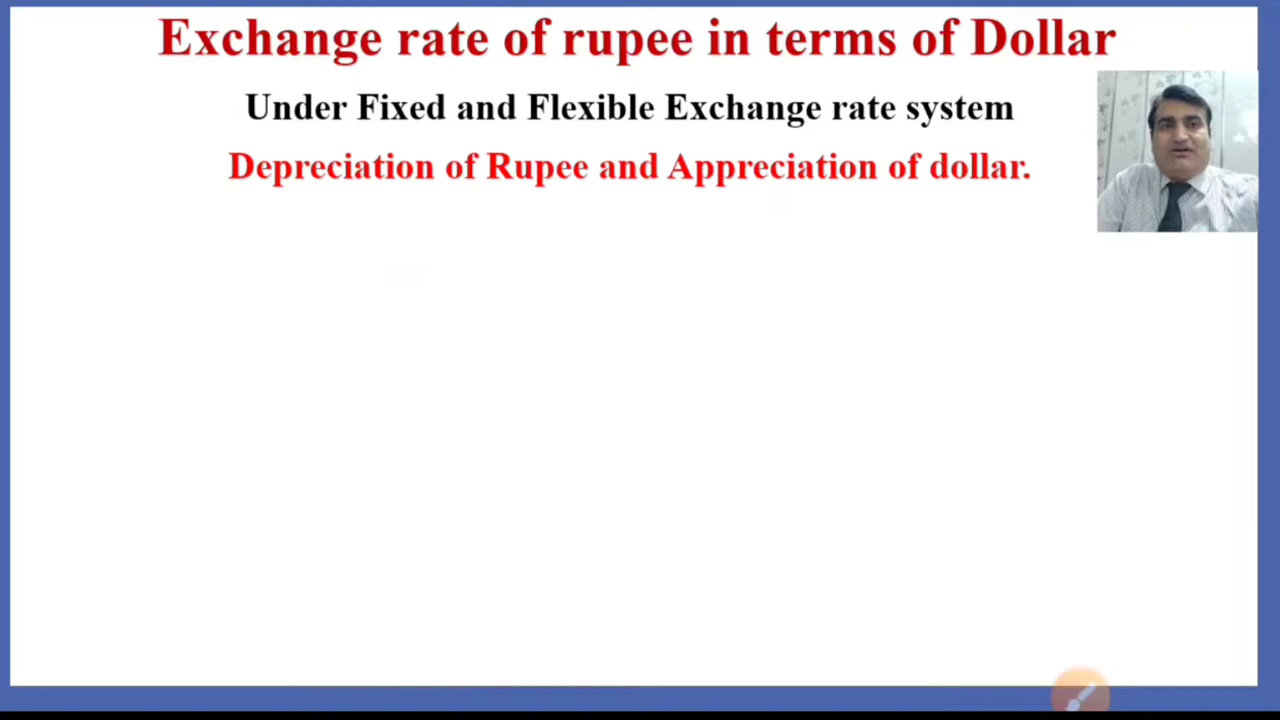 Exchange rate of rupee in terms of Dollar
Under Fixed and Flexible Exchange rate system
Depreciation of Rupee and Appreciation of dollar.